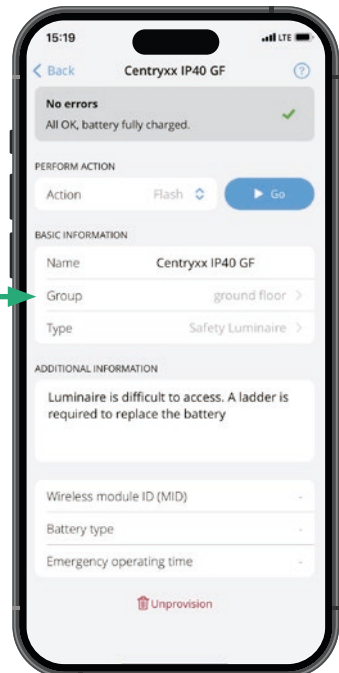 15:19
LTE
Back
Centryxx IP40 GF
?
No errors
All OK, battery fully charged.
PERFORM ACTION
Action
Flash
Go
BASIC INFORMATION
Name
Centryxx IP40 GF
Group
ground floor
Type
Safety Luminaire
ADDITIONAL INFORMATION
Luminaire is difficult to access. A ladder is
required to replace the battery
Wireless module ID (MID)
-
Battery type
-
Emergency operating time
-
Unprovision